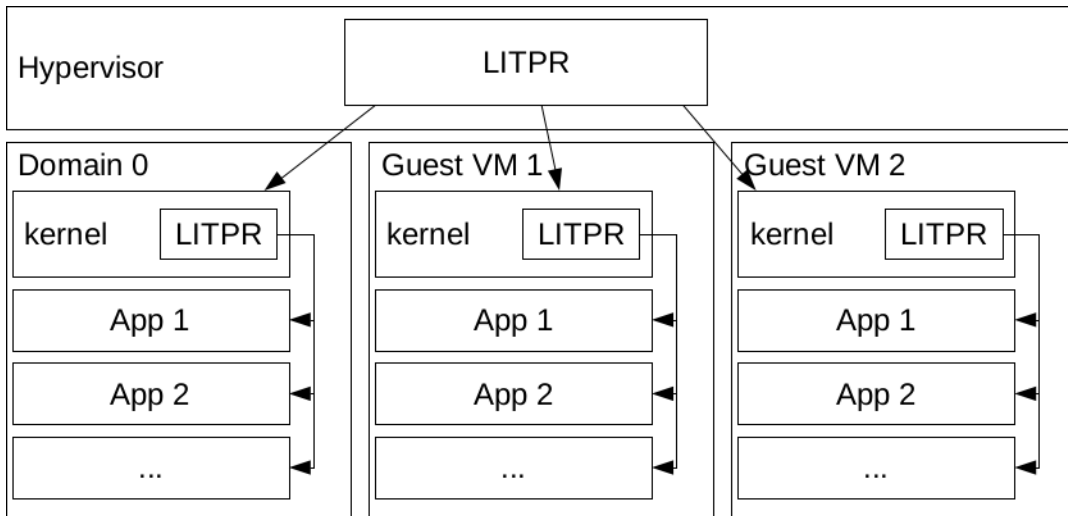 Hypervisor
LITPR
Domain 0
kernel
LITPR
App 1
App 2
...
Guest VM 1
kernel
LITPR
App 1
App 2
...
Guest VM 2
kernel
LITPR
App 1
App 2
...